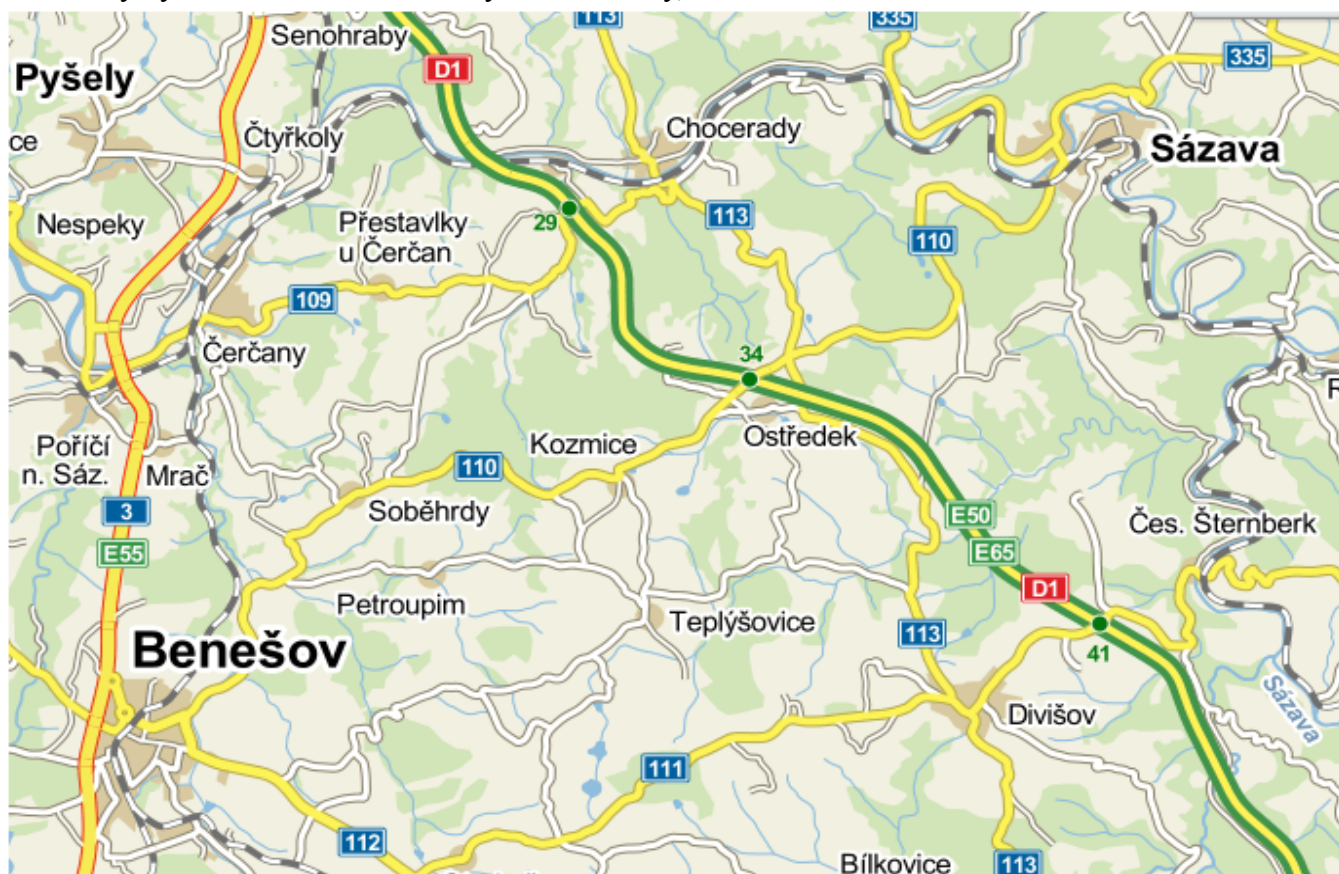 Senohraby
113
335
D1
335
Pyšely
Chocerady
Čtyřkoly
ce
Sázava
Nespeky
Přestavlky
u Čerčan
29
113
110
109
Čerčany
34
Poříčí
n. Sáz.
Mrač
Kozmice
Ostředek
110
3
Soběhrdy
E50
Čes. Šternberk
E55
E65
D1
Petroupim
Teplýšovice
113
41
Benešov
Divišov
Sázava
111
112
Bílkovice
113